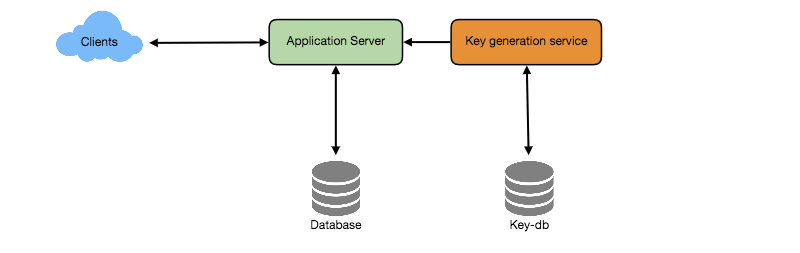 Clients
Application Server
Key generation service
Database
Key-db